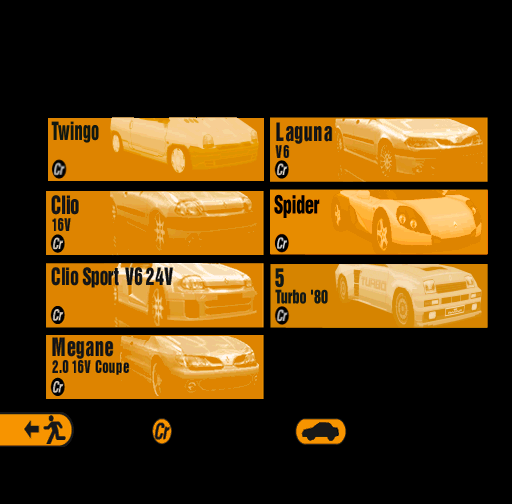 Twingo
Cr
Clio
16V
Cr
Clio Sport V6 24V
Cr
Megane
2.0 16V Coupe
Cr
Laguna
V6
Cr
Spider
Cr
5
Turbo '80
TURBO
Cr
Cr